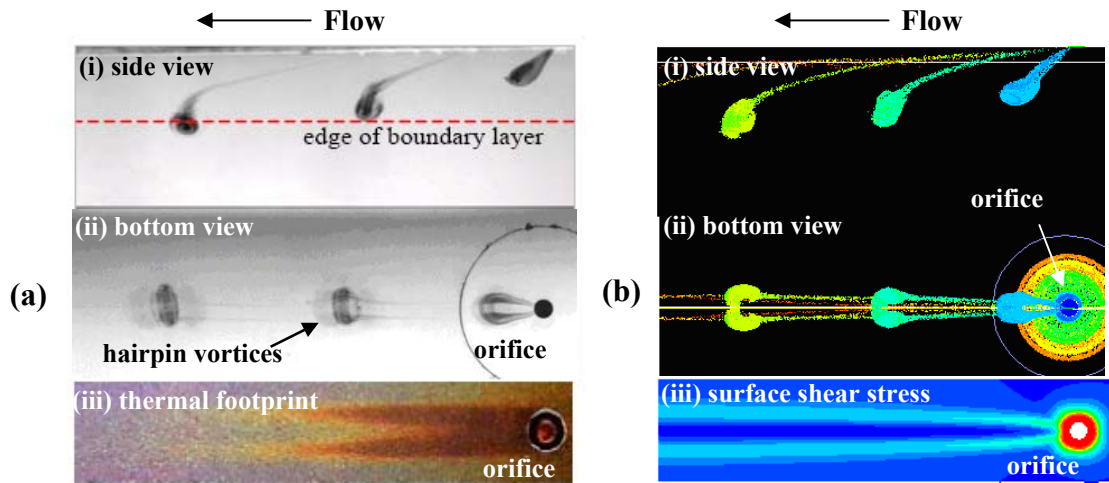 Flow
(i) side view
edge of boundary layer
(ii) bottom view
(a)
hairpin vortices
orifice
(iii) thermal footprint
orifice
Flow
(i) side view
orifice
(ii) bottom view
(b)
(iii) surface shear stress
orifice